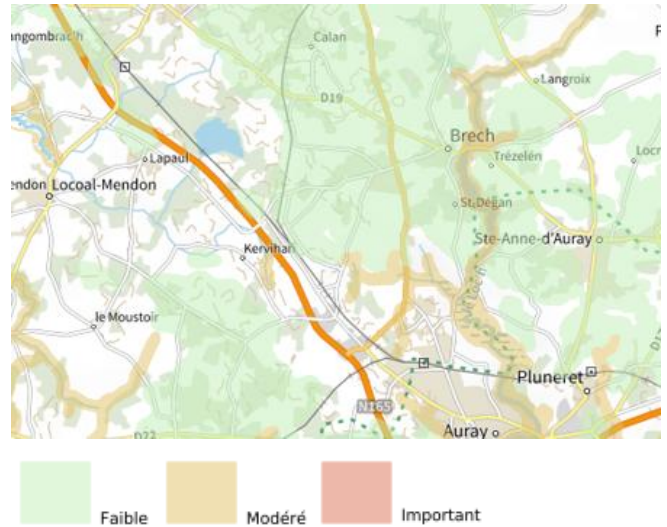 Calan
F
D19
Langroix
Brech
Lapaul
Trézelén
Locr
endon Locoal-Mendon
St-Dégan
Ste-Anne-d'Auray
Kervihan
le Moustoir
Pluneret
N165
D22
Auray
Faible
Modéré
Important